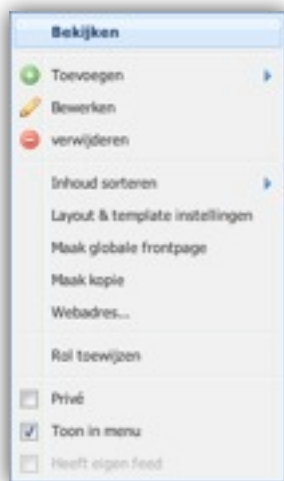 Bekijken
Toevoegen
Bewerken
verwijderen
Inhoud sorteren
Layout & template instellingen
Maak globale frontpage
Maak kopie
Webadres...
Rol toewijzen
Privé
Toon in menu
Heeft eigen feed